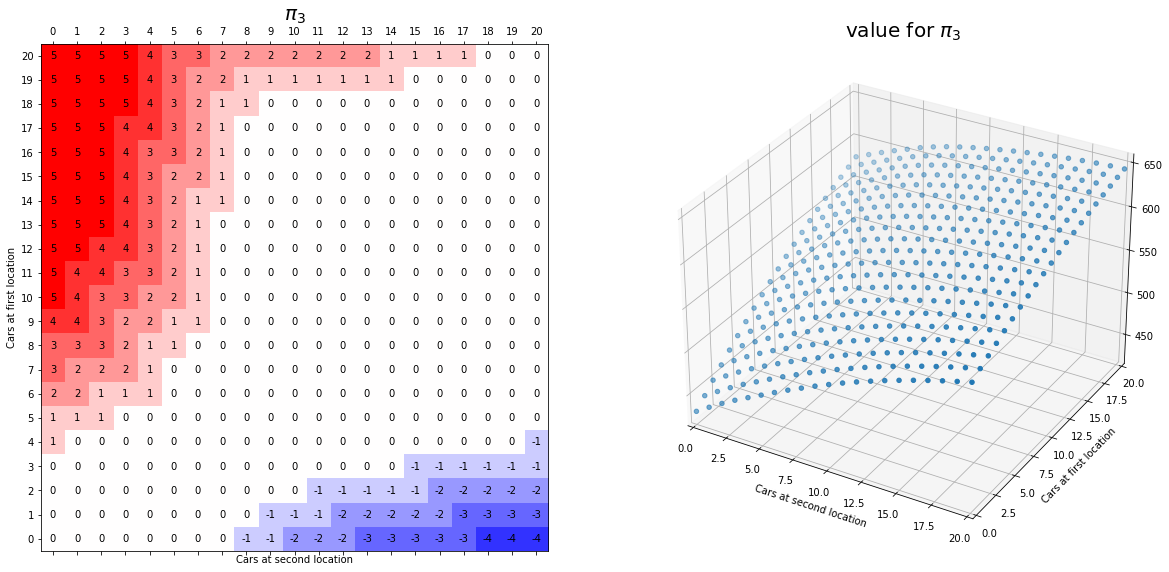 π3
0 1 2 3 4 5 6 7 8 9 10 11 12 13 14 15 16 17 18 19 20
20 5 5 5 5 4 3 3 2 2 2 2 2 2 2 1 1 1 1 0 0 0
19 5 5 5 5 4 3 2 2 1 1 1 1 1 1 1 0 0 0 0 0 0
18 5 5 5 5 4 3 2 1 1 0 0 0 0 0 0 0 0 0 0 0 0
17 5 5 5 4 4 3 2 1 0 0 0 0 0 0 0 0 0 0 0 0 0
16 5 5 5 4 3 3 2 1 0 0 0 0 0 0 0 0 0 0 0 0 0
15 5 5 5 4 3 2 2 1 0 0 0 0 0 0 0 0 0 0 0 0 0
14 5 5 5 4 3 2 1 1 0 0 0 0 0 0 0 0 0 0 0 0 0
13 5 5 5 4 3 2 1 0 0 0 0 0 0 0 0 0 0 0 0 0 0
12 5 5 4 4 3 2 1 0 0 0 0 0 0 0 0 0 0 0 0 0 0
11 5 4 4 3 3 2 1 0 0 0 0 0 0 0 0 0 0 0 0 0 0
10 5 4 3 3 2 2 1 0 0 0 0 0 0 0 0 0 0 0 0 0 0
9 4 4 3 2 2 1 1 0 0 0 0 0 0 0 0 0 0 0 0 0 0
8 3 3 3 2 1 1 0 0 0 0 0 0 0 0 0 0 0 0 0 0 0
7 3 2 2 2 1 0 0 0 0 0 0 0 0 0 0 0 0 0 0 0 0
6 2 2 1 1 1 0 0 0 0 0 0 0 0 0 0 0 0 0 0 0 0
5 1 1 1 0 0 0 0 0 0 0 0 0 0 0 0 0 0 0 0 0 0
4 1 0 0 0 0 0 0 0 0 0 0 0 0 0 0 0 0 0 0 0 -1
3 0 0 0 0 0 0 0 0 0 0 0 0 0 0 0 -1 -1 -1 -1 -1 -1
2 0 0 0 0 0 0 0 0 0 0 0 -1 -1 -1 -1 -1 -2 -2 -2 -2 -2
1 0 0 0 0 0 0 0 0 0 -1 -1 -1 -2 -2 -2 -2 -2 -3 -3 -3 -3
0 0 0 0 0 0 0 0 0 -1 -1 -2 -2 -2 -3 -3 -3 -3 -3 -4 -4 -4
Cars at first location
Cars at second location
value for π3
650
600
550
500
450
0.0 2.5 5.0 7.5 10.0 12.5 15.0 17.5 20.0
Cars at second location
0.0 2.5 5.0 7.5 10.0 12.5 15.0 17.5 20.0
Cars at first location